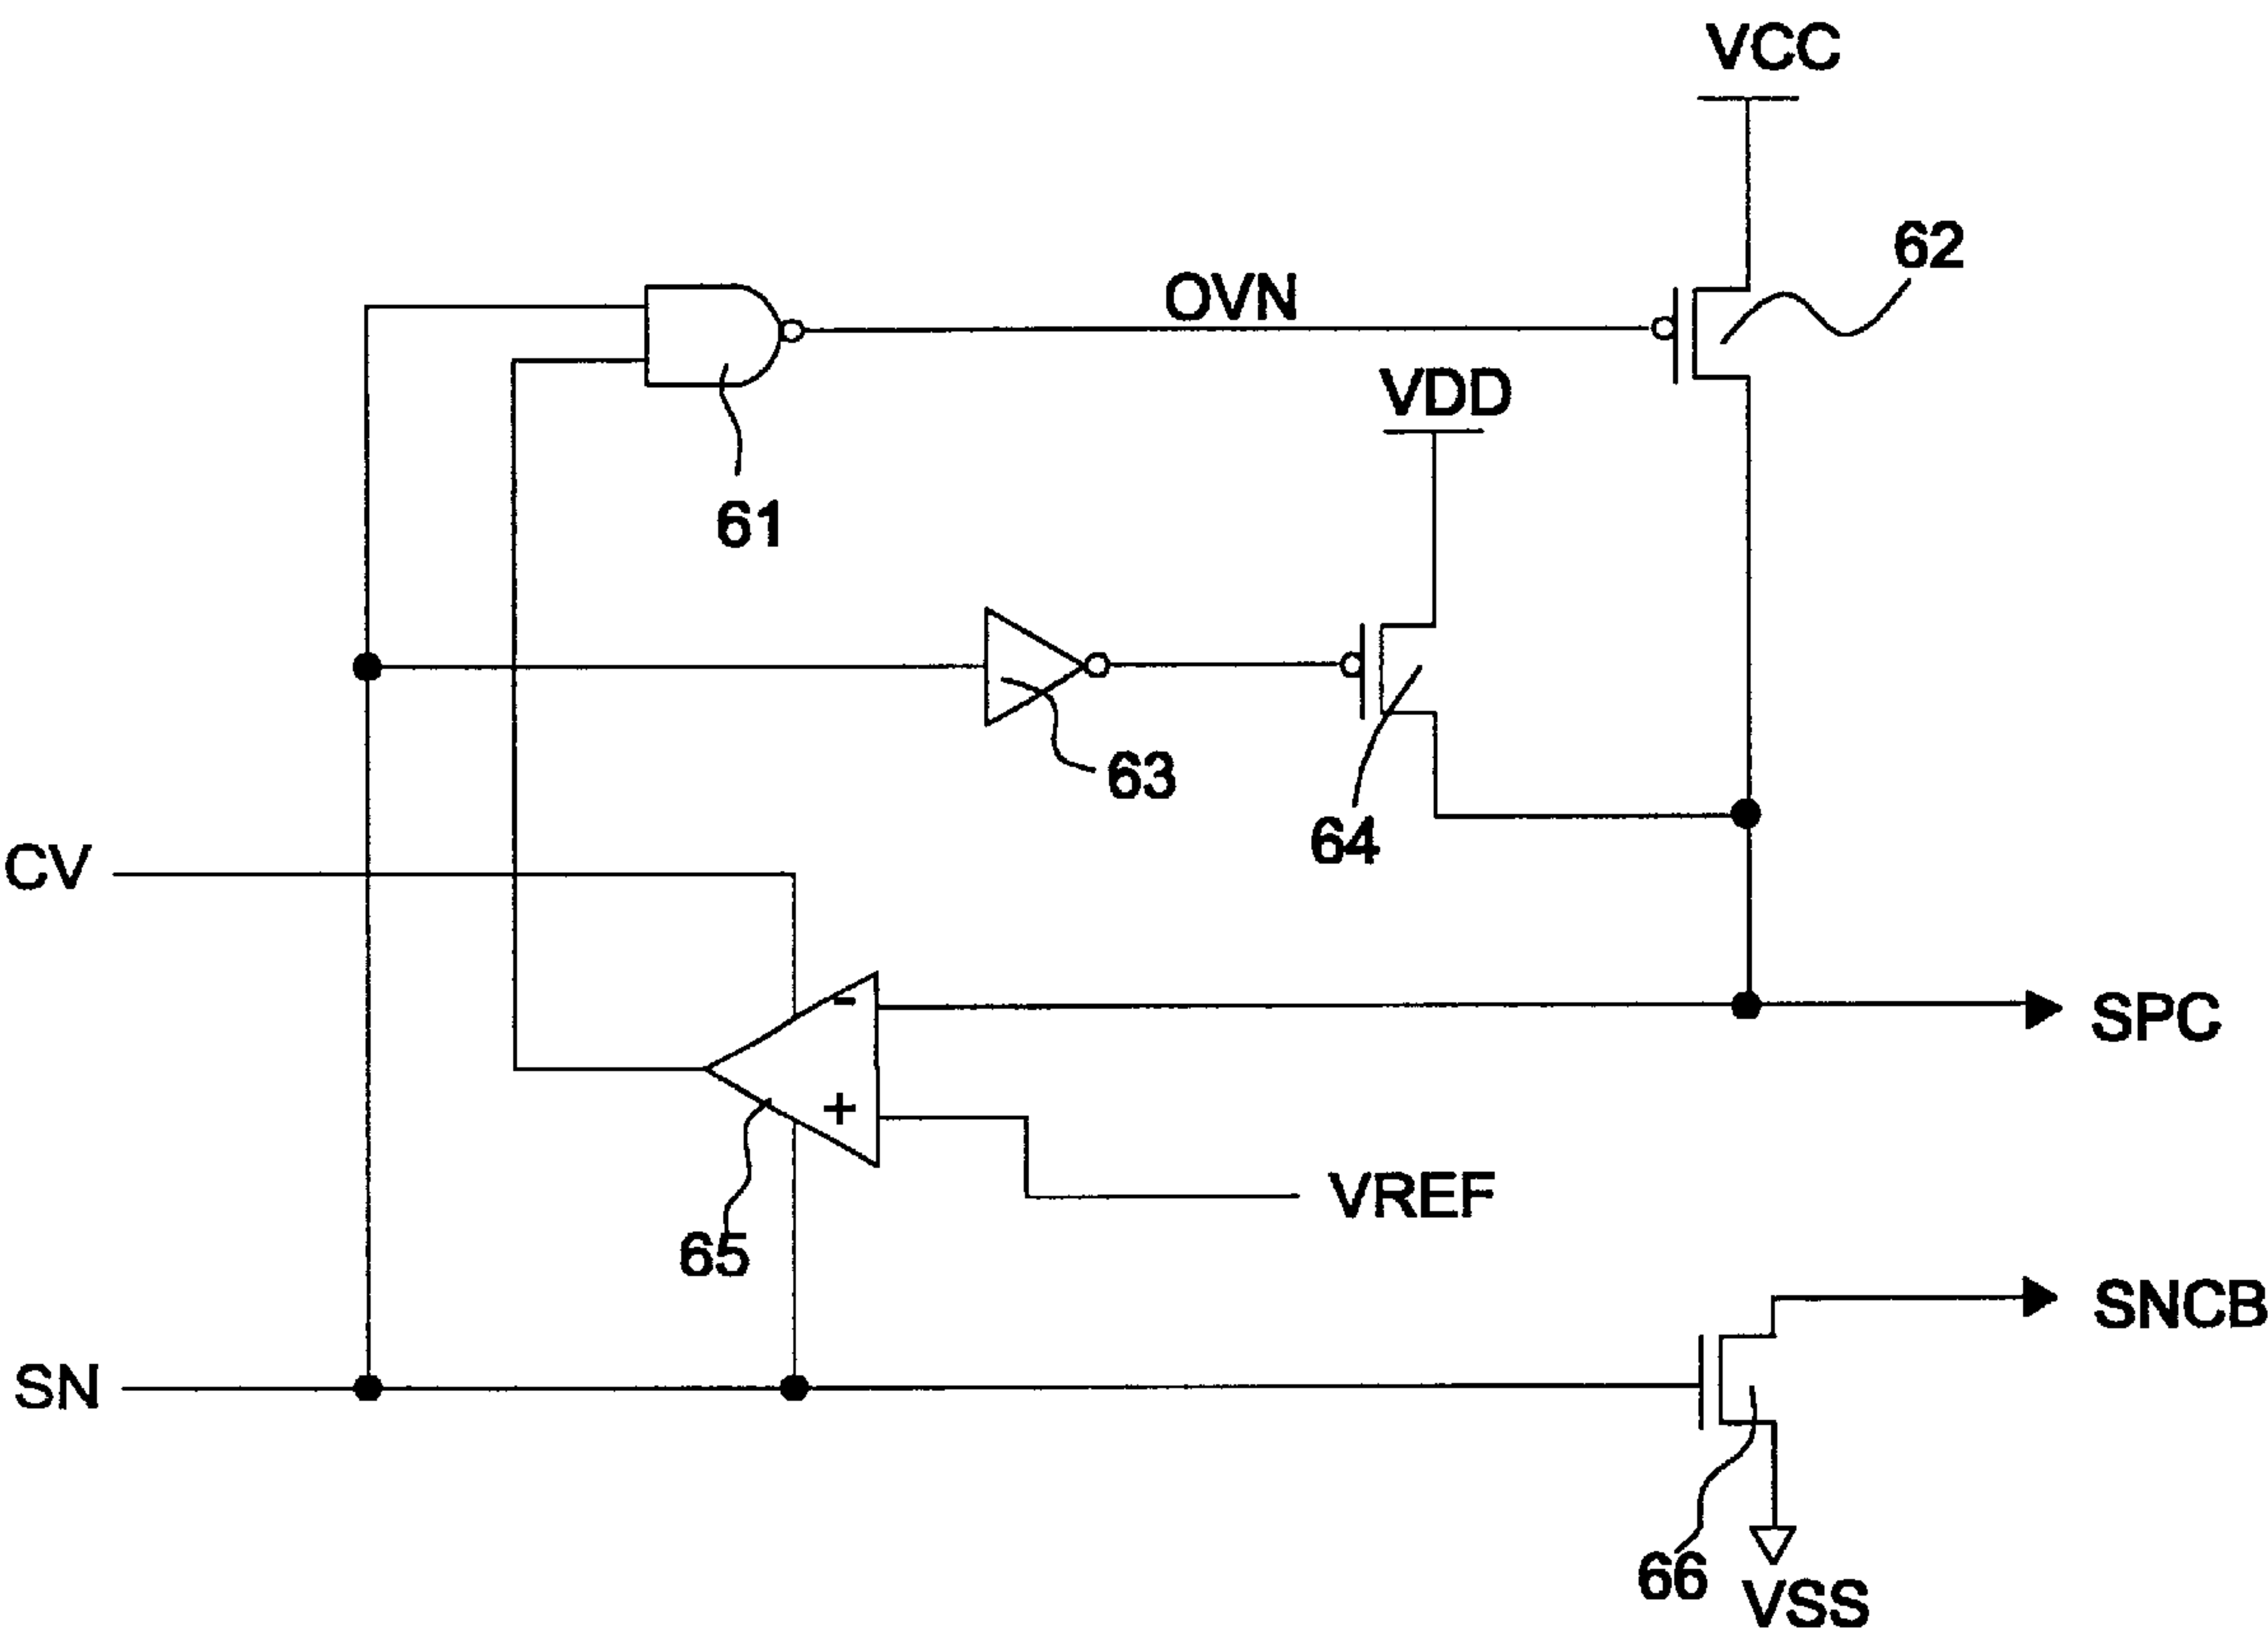 VCC
62
OVN
VDD
61
63
64
CV
-
SPC
+
VREF
65
SNCB
SN
66
VSS